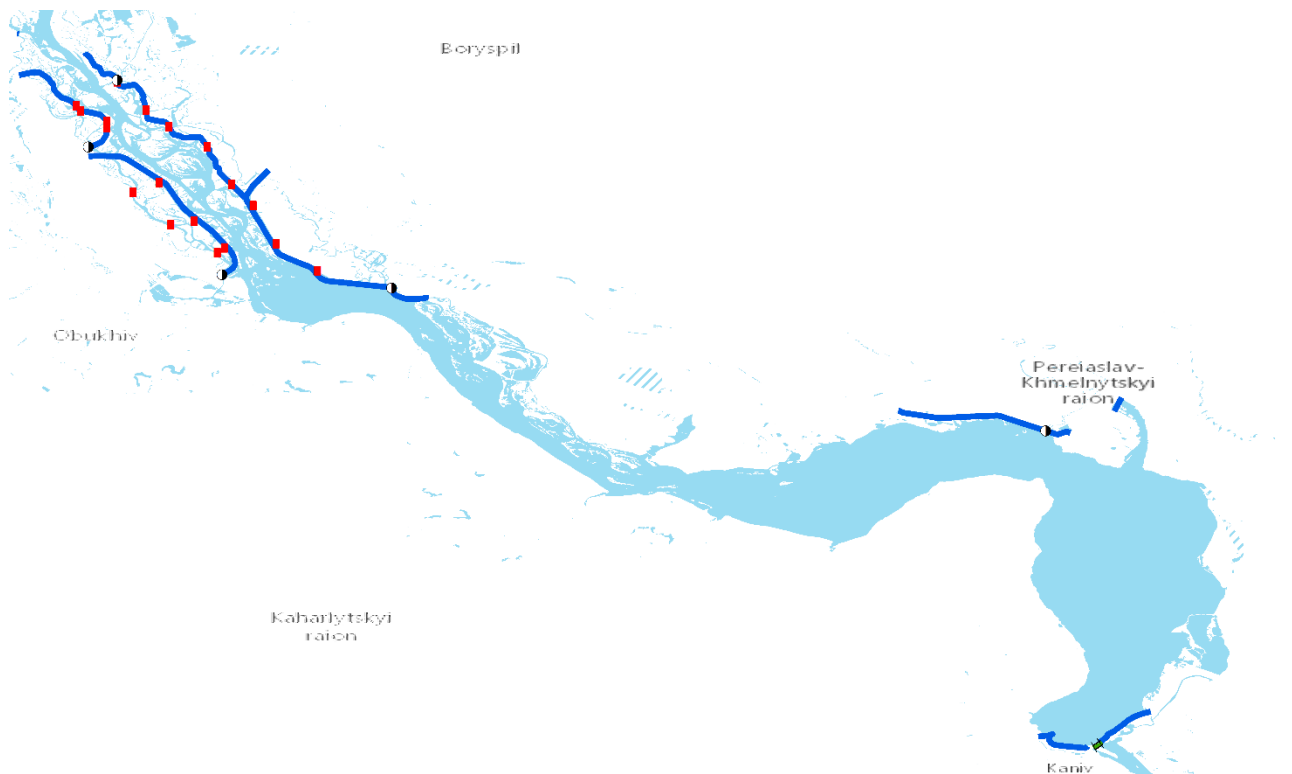 Boryspil
Obukhiv
Pereiaslav-
Khmelnytskyi
raion
Kaharlytskyi
raion
Kaniv